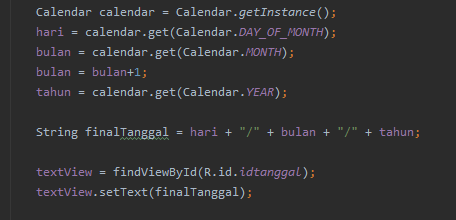 Calendar calendar = Calendar.getInstance();
hari = calendar.get(Calendar.DAY_OF_MONTH);
bulan = calendar.get(Calendar.MONTH);
bulan = bulan+1;
tahun = calendar.get(Calendar.YEAR);
String finalTanggal = hari + "/" + bulan + "/" + tahun;
textView = findViewById(R.id.idtanggal);
textView.setText(finalTanggal);